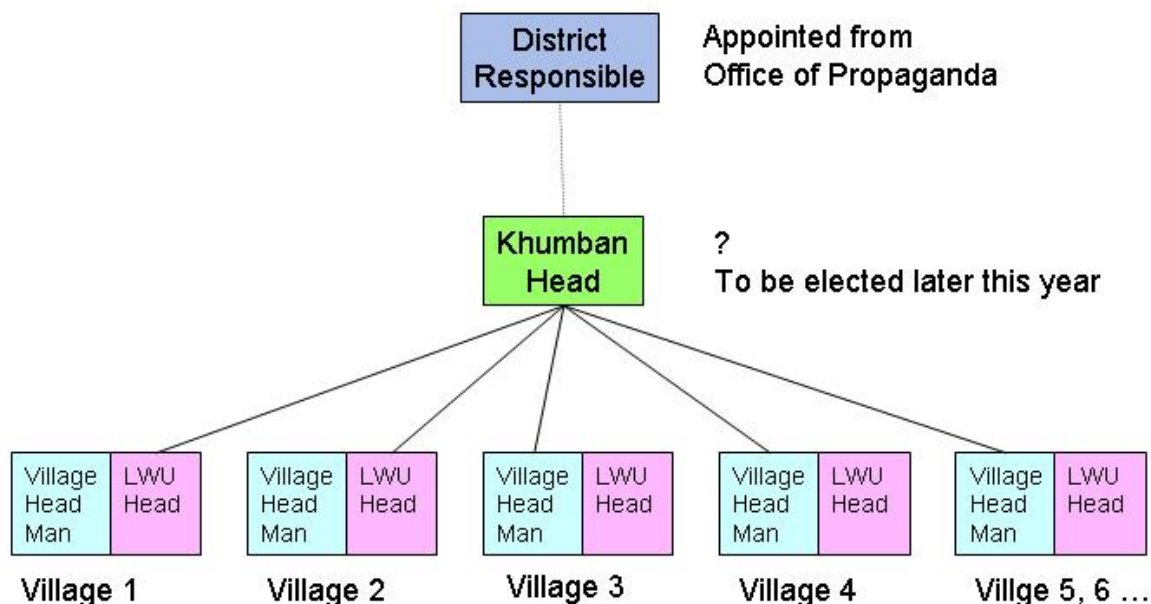 District
Responsible
Appointed from
Office of Propaganda
Khumban
Head
?
To be elected later this year
Village
Head
Man
LWU
Head
Village
Head
Man
LWU
Head
Village
Head
Man
LWU
Head
Village
Head
Man
LWU
Head
Village
Head
Man
LWU
Head
Village 1
Village 2
Village 3
Village 4
Villge 5, 6 ...